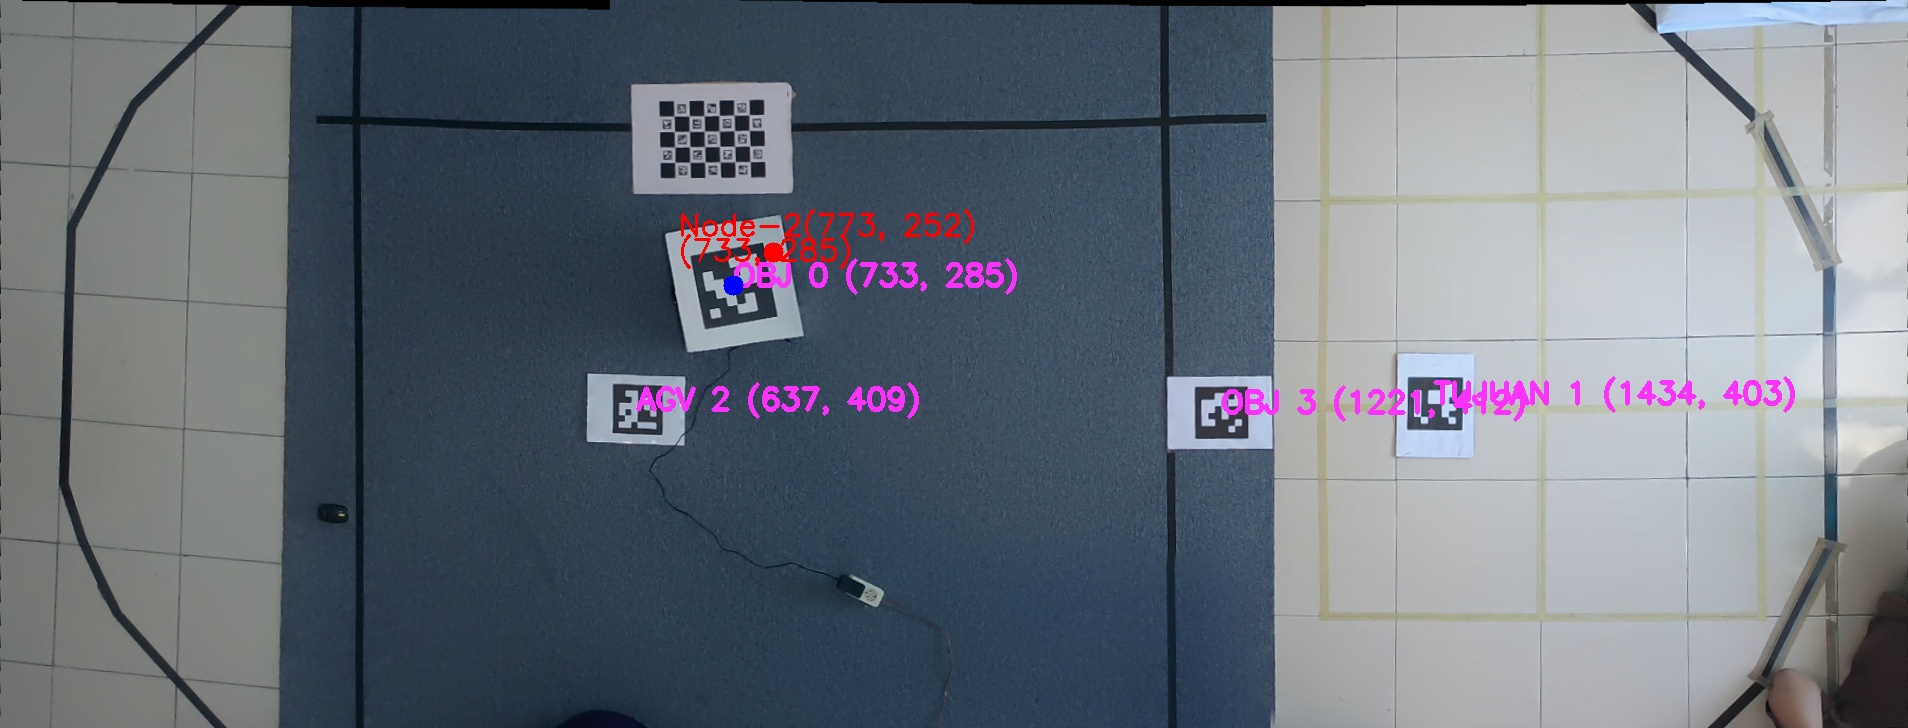 Node-2(773, 252)
(733, 285)
OBJ 0 (733, 285)
AGV 2 (637, 409)
OBJ 3 (1221, 412)
TUJUAN 1 (1434, 403)